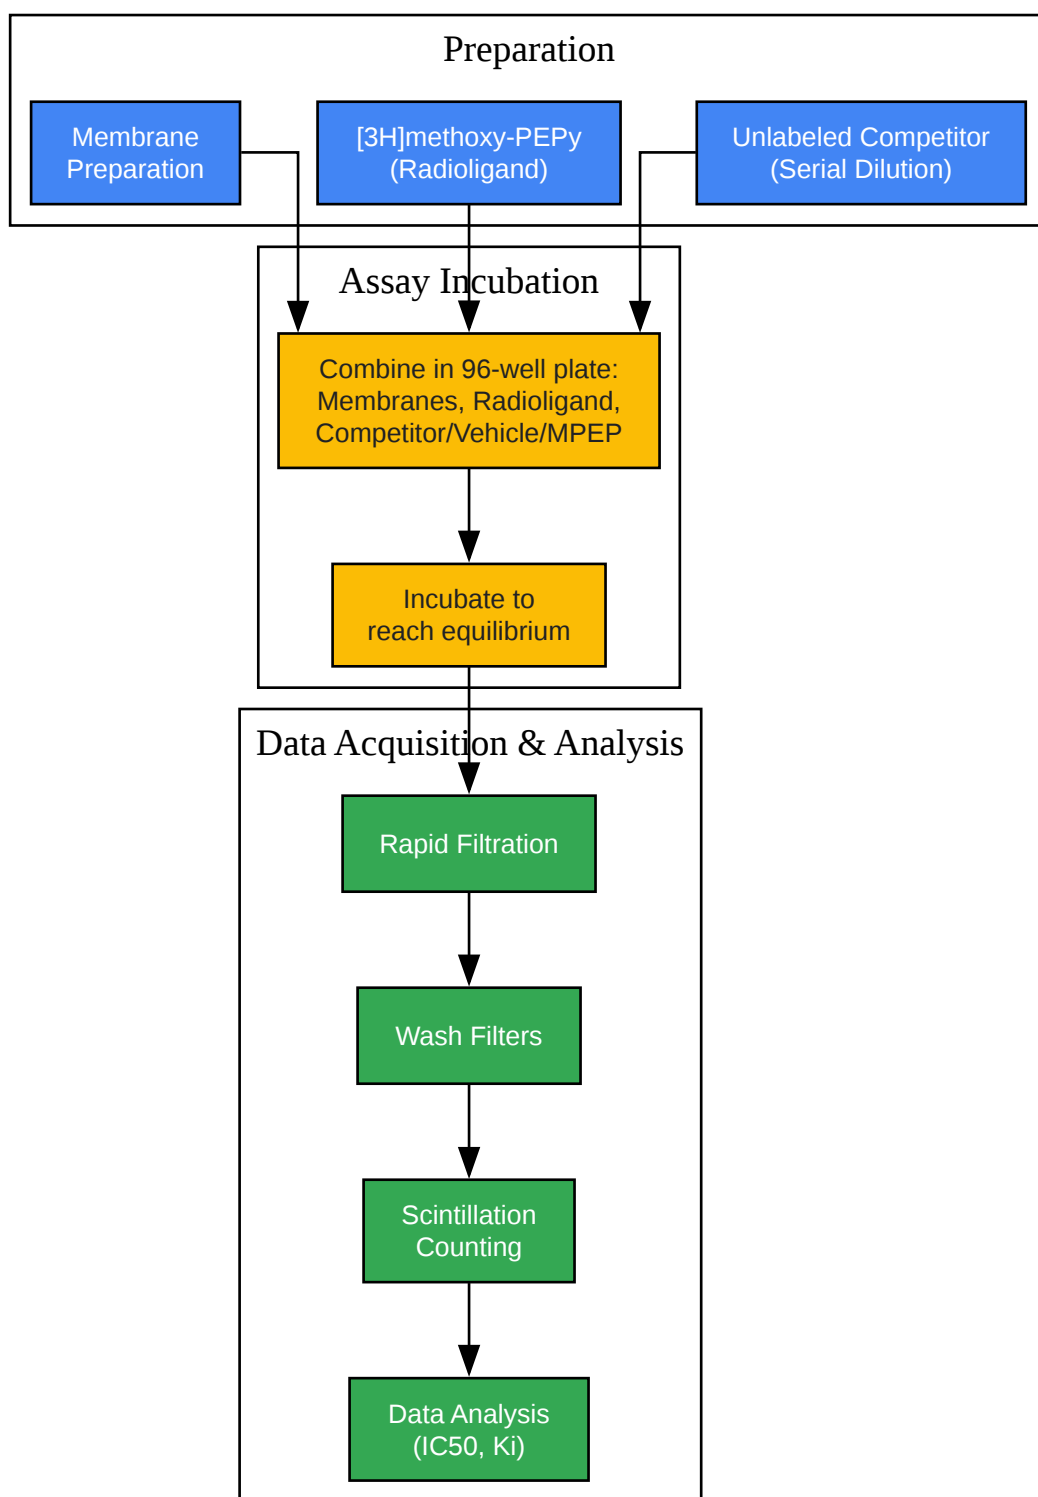 Preparation
Membrane
Preparation
[3H]methoxy-PEPy
(Radioligand)
Unlabeled Competitor
(Serial Dilution)
Assay Incubation
Combine in 96-well plate:
Membranes, Radioligand,
Competitor/Vehicle/MPEP
Incubate to
reach equilibrium
Data Acquisition & Analysis
Rapid Filtration
Wash Filters
Scintillation
Counting
Data Analysis
(IC50, Ki)